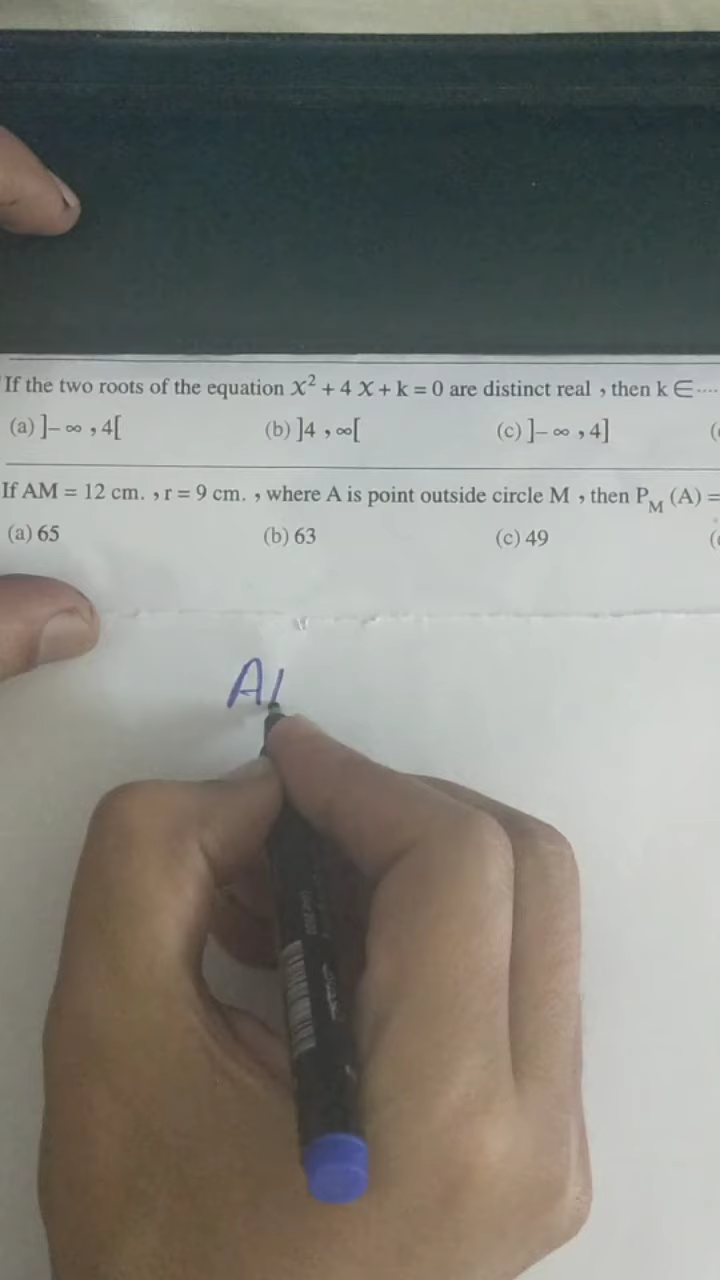 If the two roots of the equation x² + 4 x + k = 0 are distinct real , then k ∈ ····
(a) ]– ∞ , 4[ (b) ]4 , ∞[ (c) ]– ∞ , 4]
If AM = 12 cm. , r = 9 cm. , where A is point outside circle M , then P_M (A) =
(a) 65 (b) 63 (c) 49
A